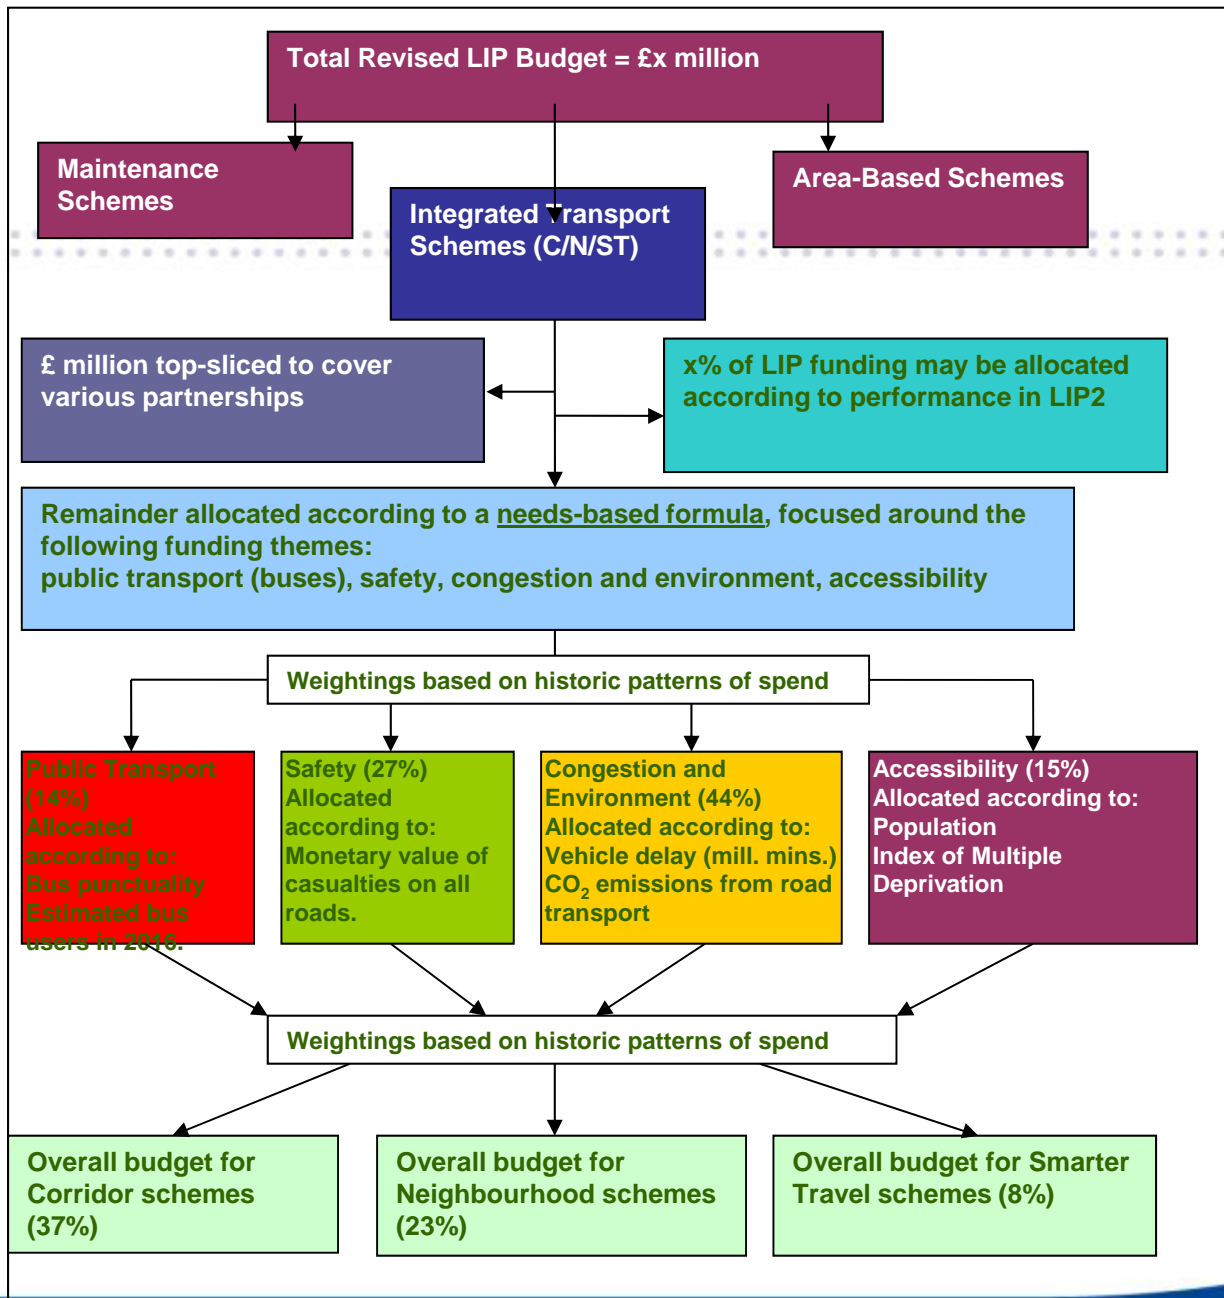 Total Revised LIP Budget = £x million
Maintenance
Schemes
Integrated Transport
Schemes (C/N/ST)
Area-Based Schemes
£ million top-sliced to cover
various partnerships
x% of LIP funding may be allocated
according to performance in LIP2
Remainder allocated according to a needs-based formula, focused around the
following funding themes:
public transport (buses), safety, congestion and environment, accessibility
Weightings based on historic patterns of spend
Public Transport
(14%)
Allocated
according to:
Bus punctuality
Estimated bus
users in 2016.
Safety (27%)
Allocated
according to:
Monetary value of
casualties on all
roads.
Congestion and
Environment (44%)
Allocated according to:
Vehicle delay (mill. mins.)
CO₂ emissions from road
transport
Accessibility (15%)
Allocated according to:
Population
Index of Multiple
Deprivation
Weightings based on historic patterns of spend
Overall budget for
Corridor schemes
(37%)
Overall budget for
Neighbourhood schemes
(23%)
Overall budget for Smarter
Travel schemes (8%)